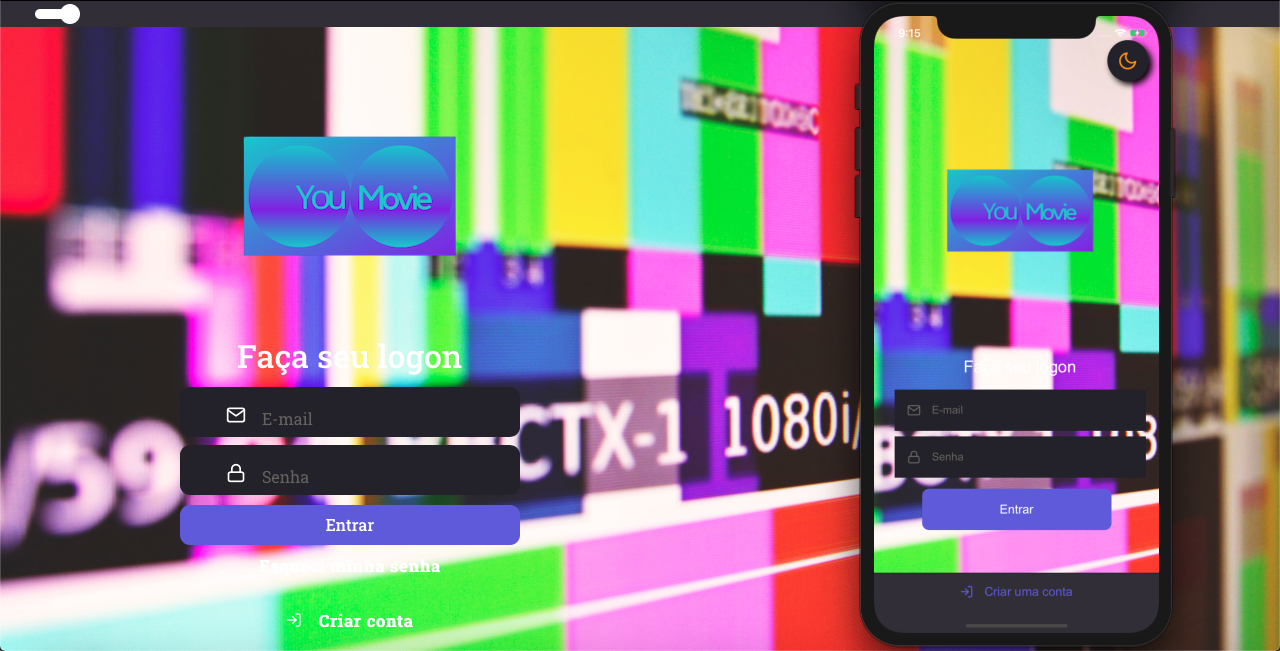 You Movie
Faça seu logon
E-mail
Senha
Entrar
Esqueci minha senha
Criar conta
CTX-1 1080i/
/59
9:15
You Movie
Faça seu logon
E-mail
Senha
Entrar
Criar uma conta